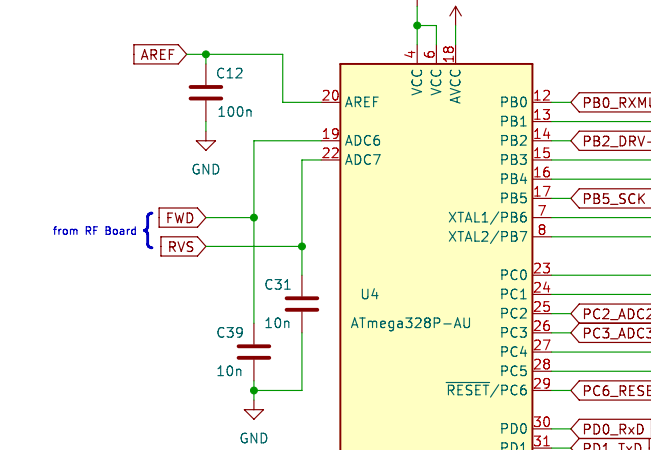 AREF
C12
100n
GND
20
AREF
19
ADC6
22
ADC7
FWD
RVS
from RF Board
C31
10n
C39
10n
GND
4
6
18
VCC
VCC
AVCC
U4
ATmega328P-AU
PB0 12
PB1 13
PB2 14 PB2_DRV-
PB3 15
PB4 16
PB5 17 PB5_SCK
XTAL1/PB6 7
XTAL2/PB7 8
PC0 23
PC1 24
PC2 25 PC2_ADC2
PC3 26 PC3_ADC3
PC4 27
PC5 28
RESET/PC6 29 PC6_RESE
PD0 30 PD0_RxD
PD1 31 PD1_TxD